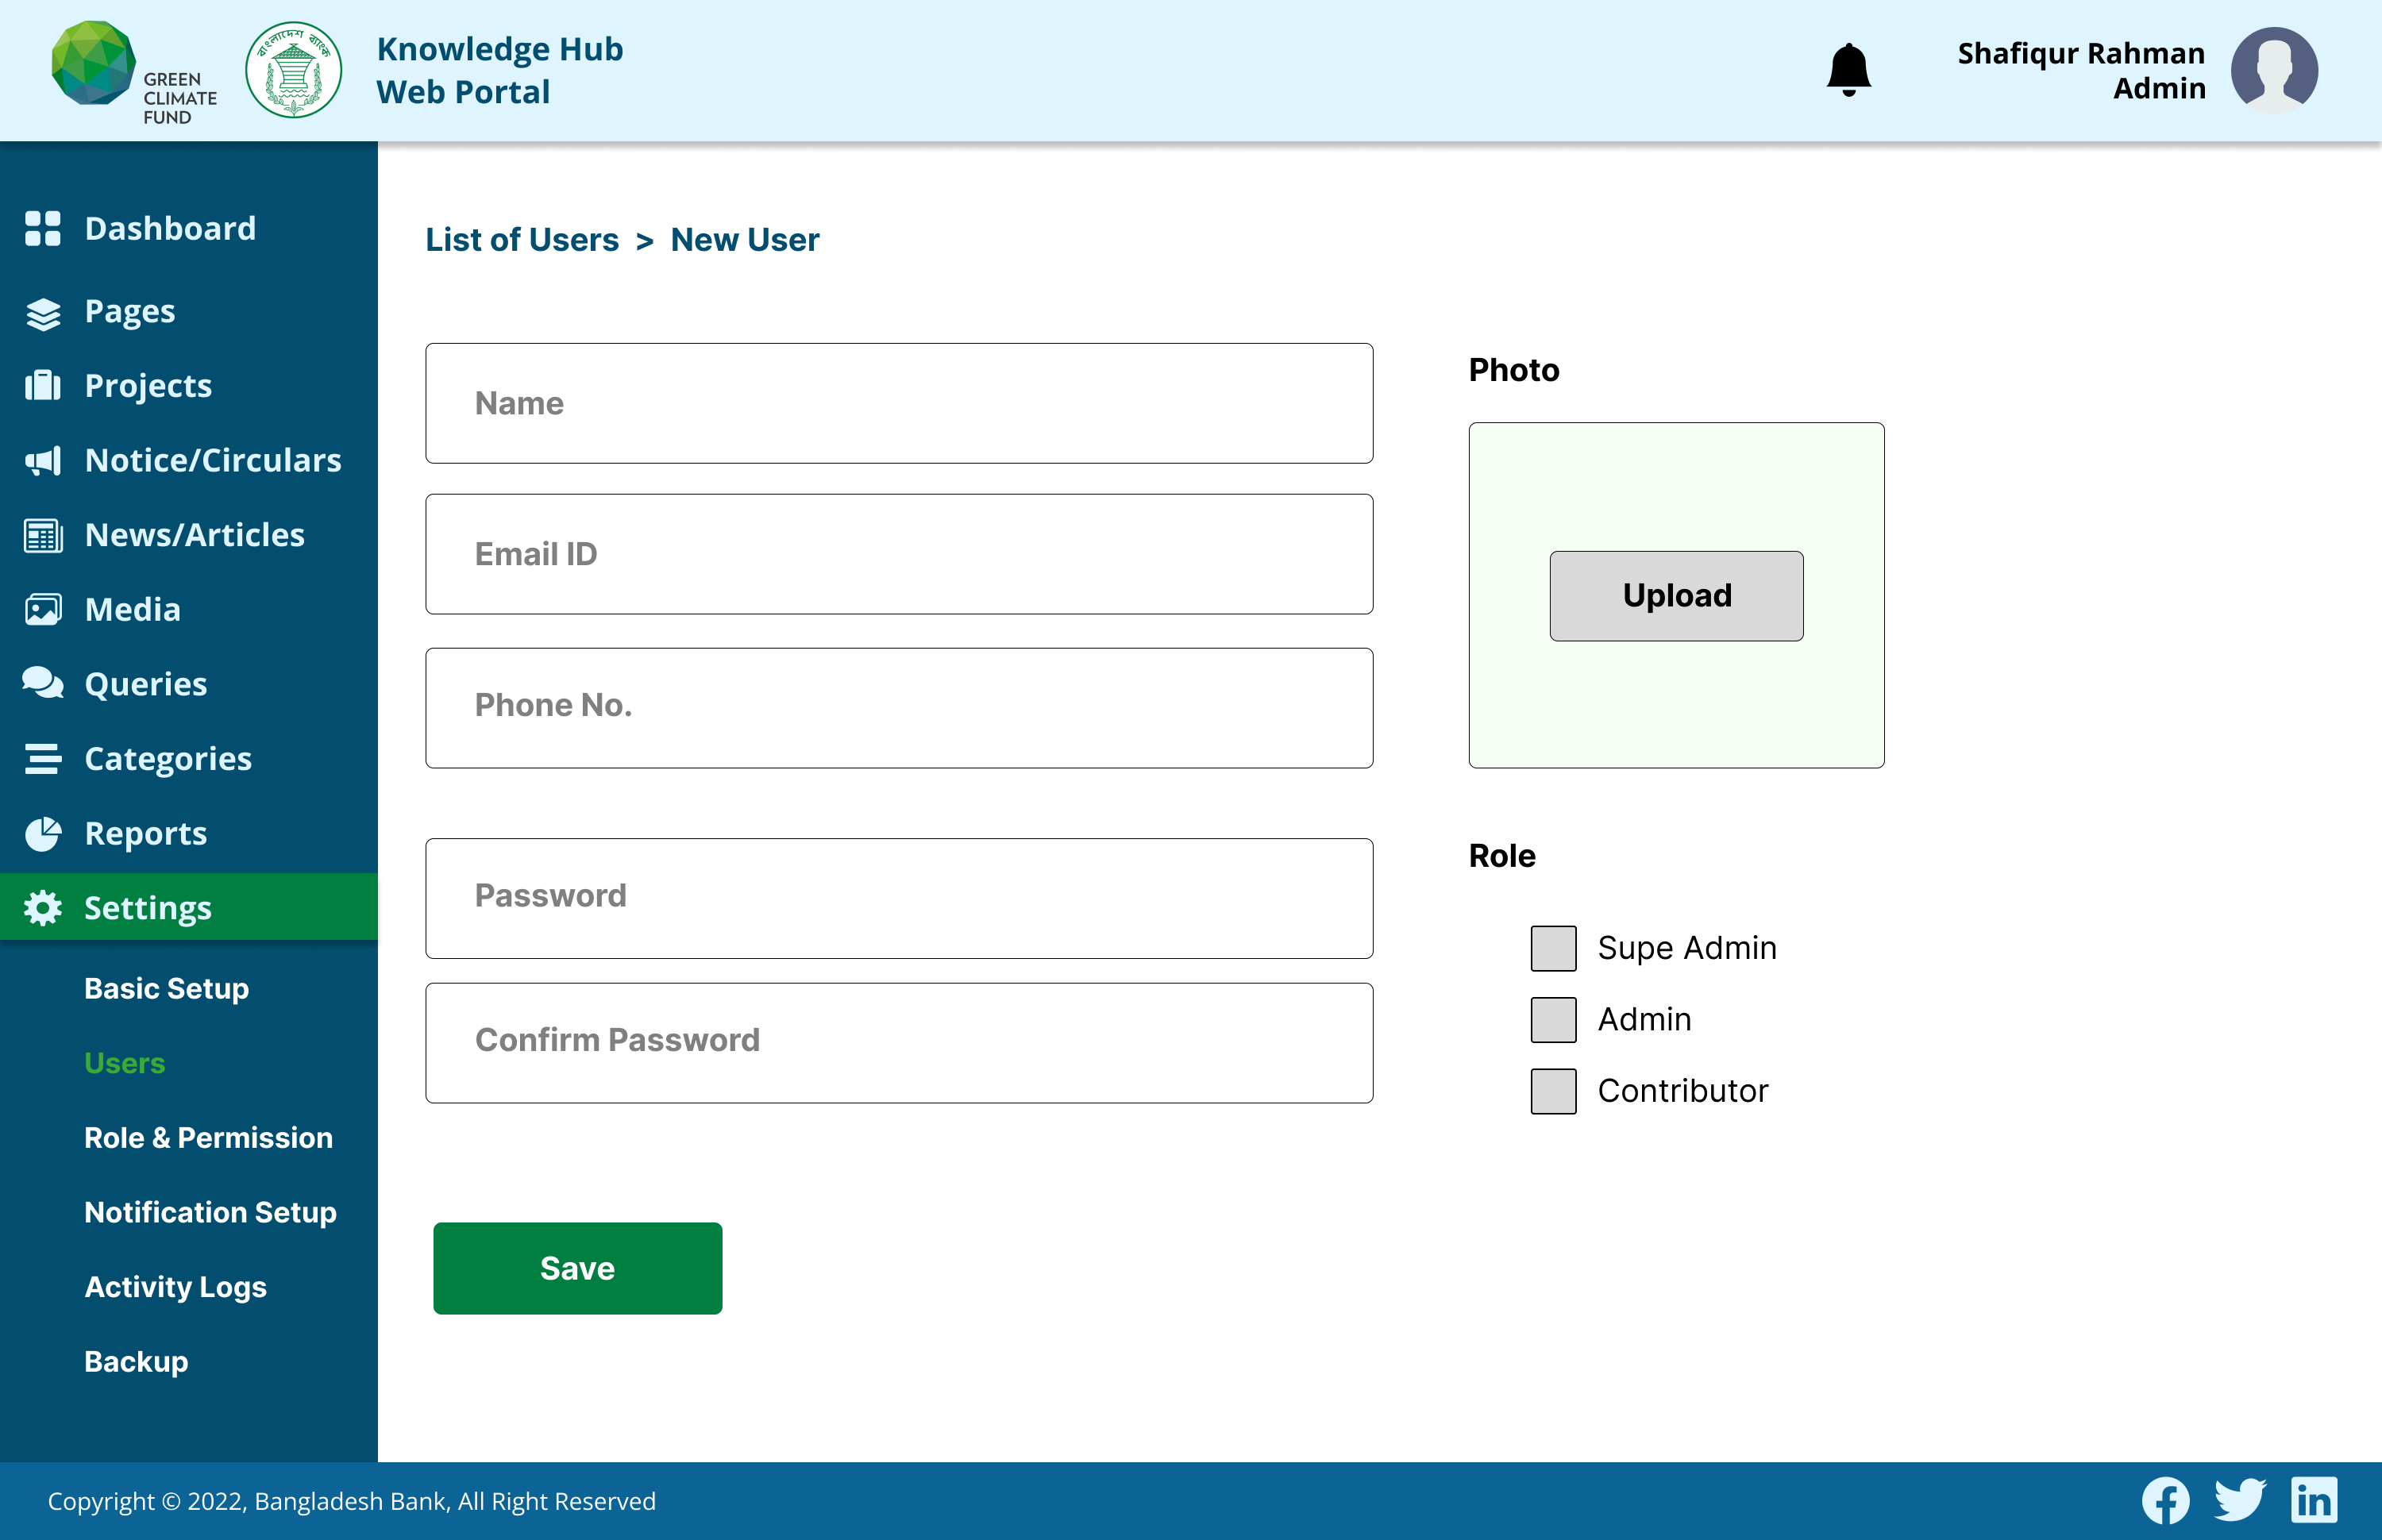 GREEN
CLIMATE
FUND
বাংলাদেশ ব্যাংক
Knowledge Hub
Web Portal
Shafiqur Rahman
Admin
Dashboard
Pages
Projects
Notice/Circulars
News/Articles
Media
Queries
Categories
Reports
Settings
Basic Setup
Users
Role & Permission
Notification Setup
Activity Logs
Backup
List of Users > New User
Name
Email ID
Phone No.
Password
Confirm Password
Save
Photo
Upload
Role
Supe Admin
Admin
Contributor
Copyright © 2022, Bangladesh Bank, All Right Reserved